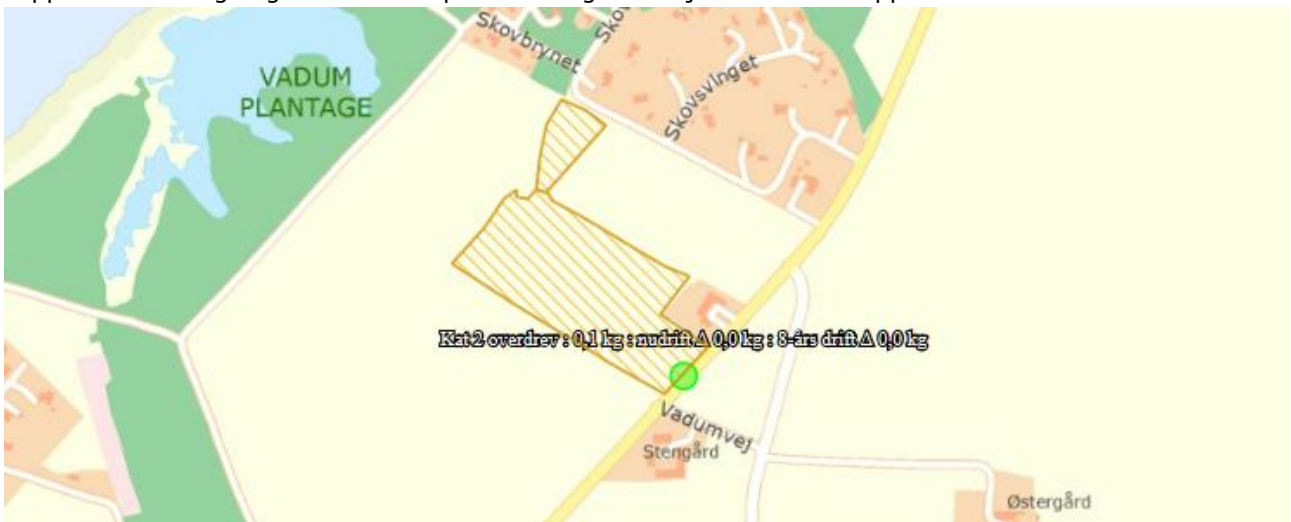 Skovbrynet
Skov
VADUM
PLANTAGE
Skovsvinget
Kat 2 overdrev : 0,1 kg : nudrift Δ 0,0 kg : 8-års drift Δ 0,0 kg
Vadumvej
Stengård
Østergård